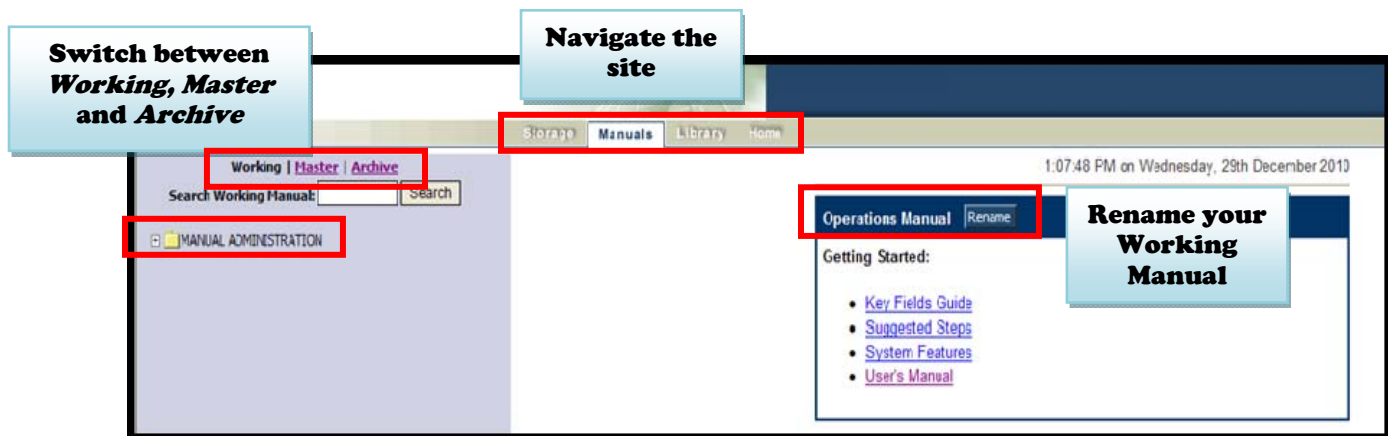 Switch between
Working, Master
and Archive
Navigate the
site
Storage Manuals Library Home
Working | Master | Archive
1:07:48 PM on Wednesday, 29th December 2010
Search Working Manual: Search
Operations Manual Rename
Rename your
Working
Manual
MANUAL ADMINISTRATION
Getting Started:
• Key Fields Guide
• Suggested Steps
• System Features
• User's Manual